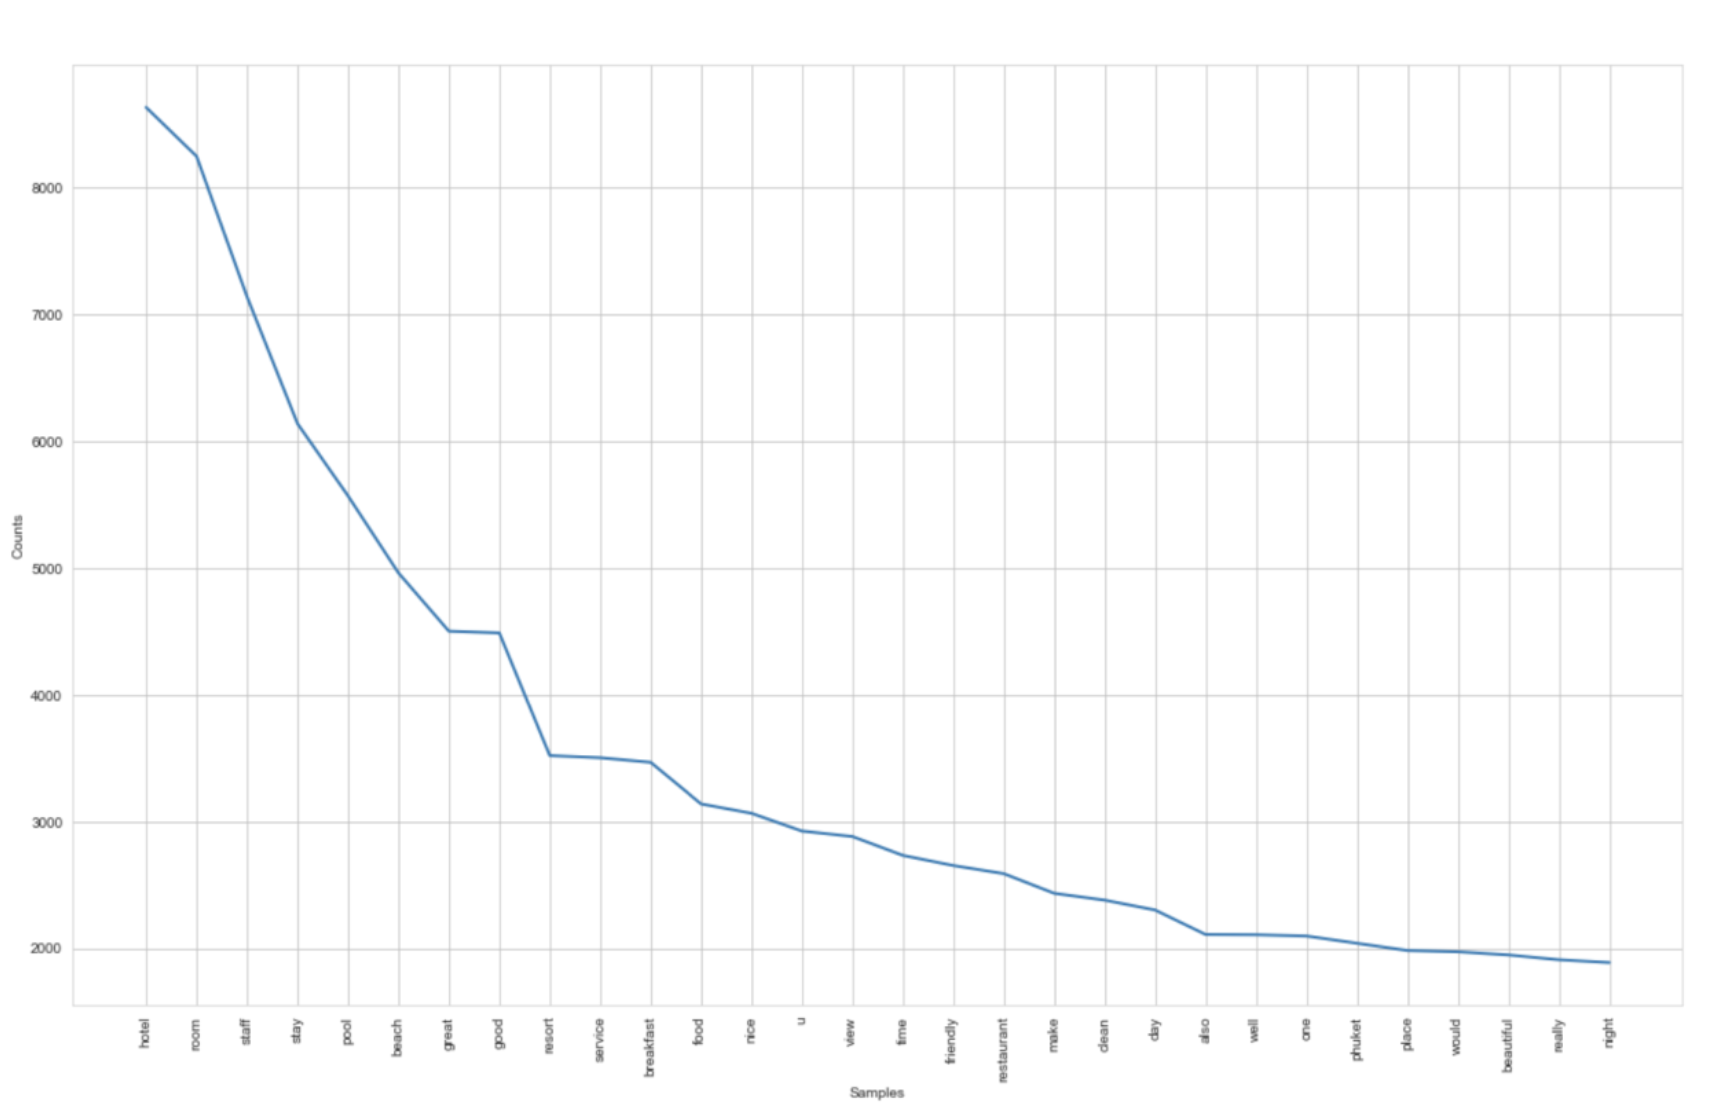 8000
7000
6000
5000
4000
3000
2000
Counts
hotel
room
staff
stay
pool
beach
great
good
resort
service
breakfast
food
nice
u
view
time
friendly
restaurant
make
clean
day
also
well
one
phuket
place
would
beautiful
really
night
Samples